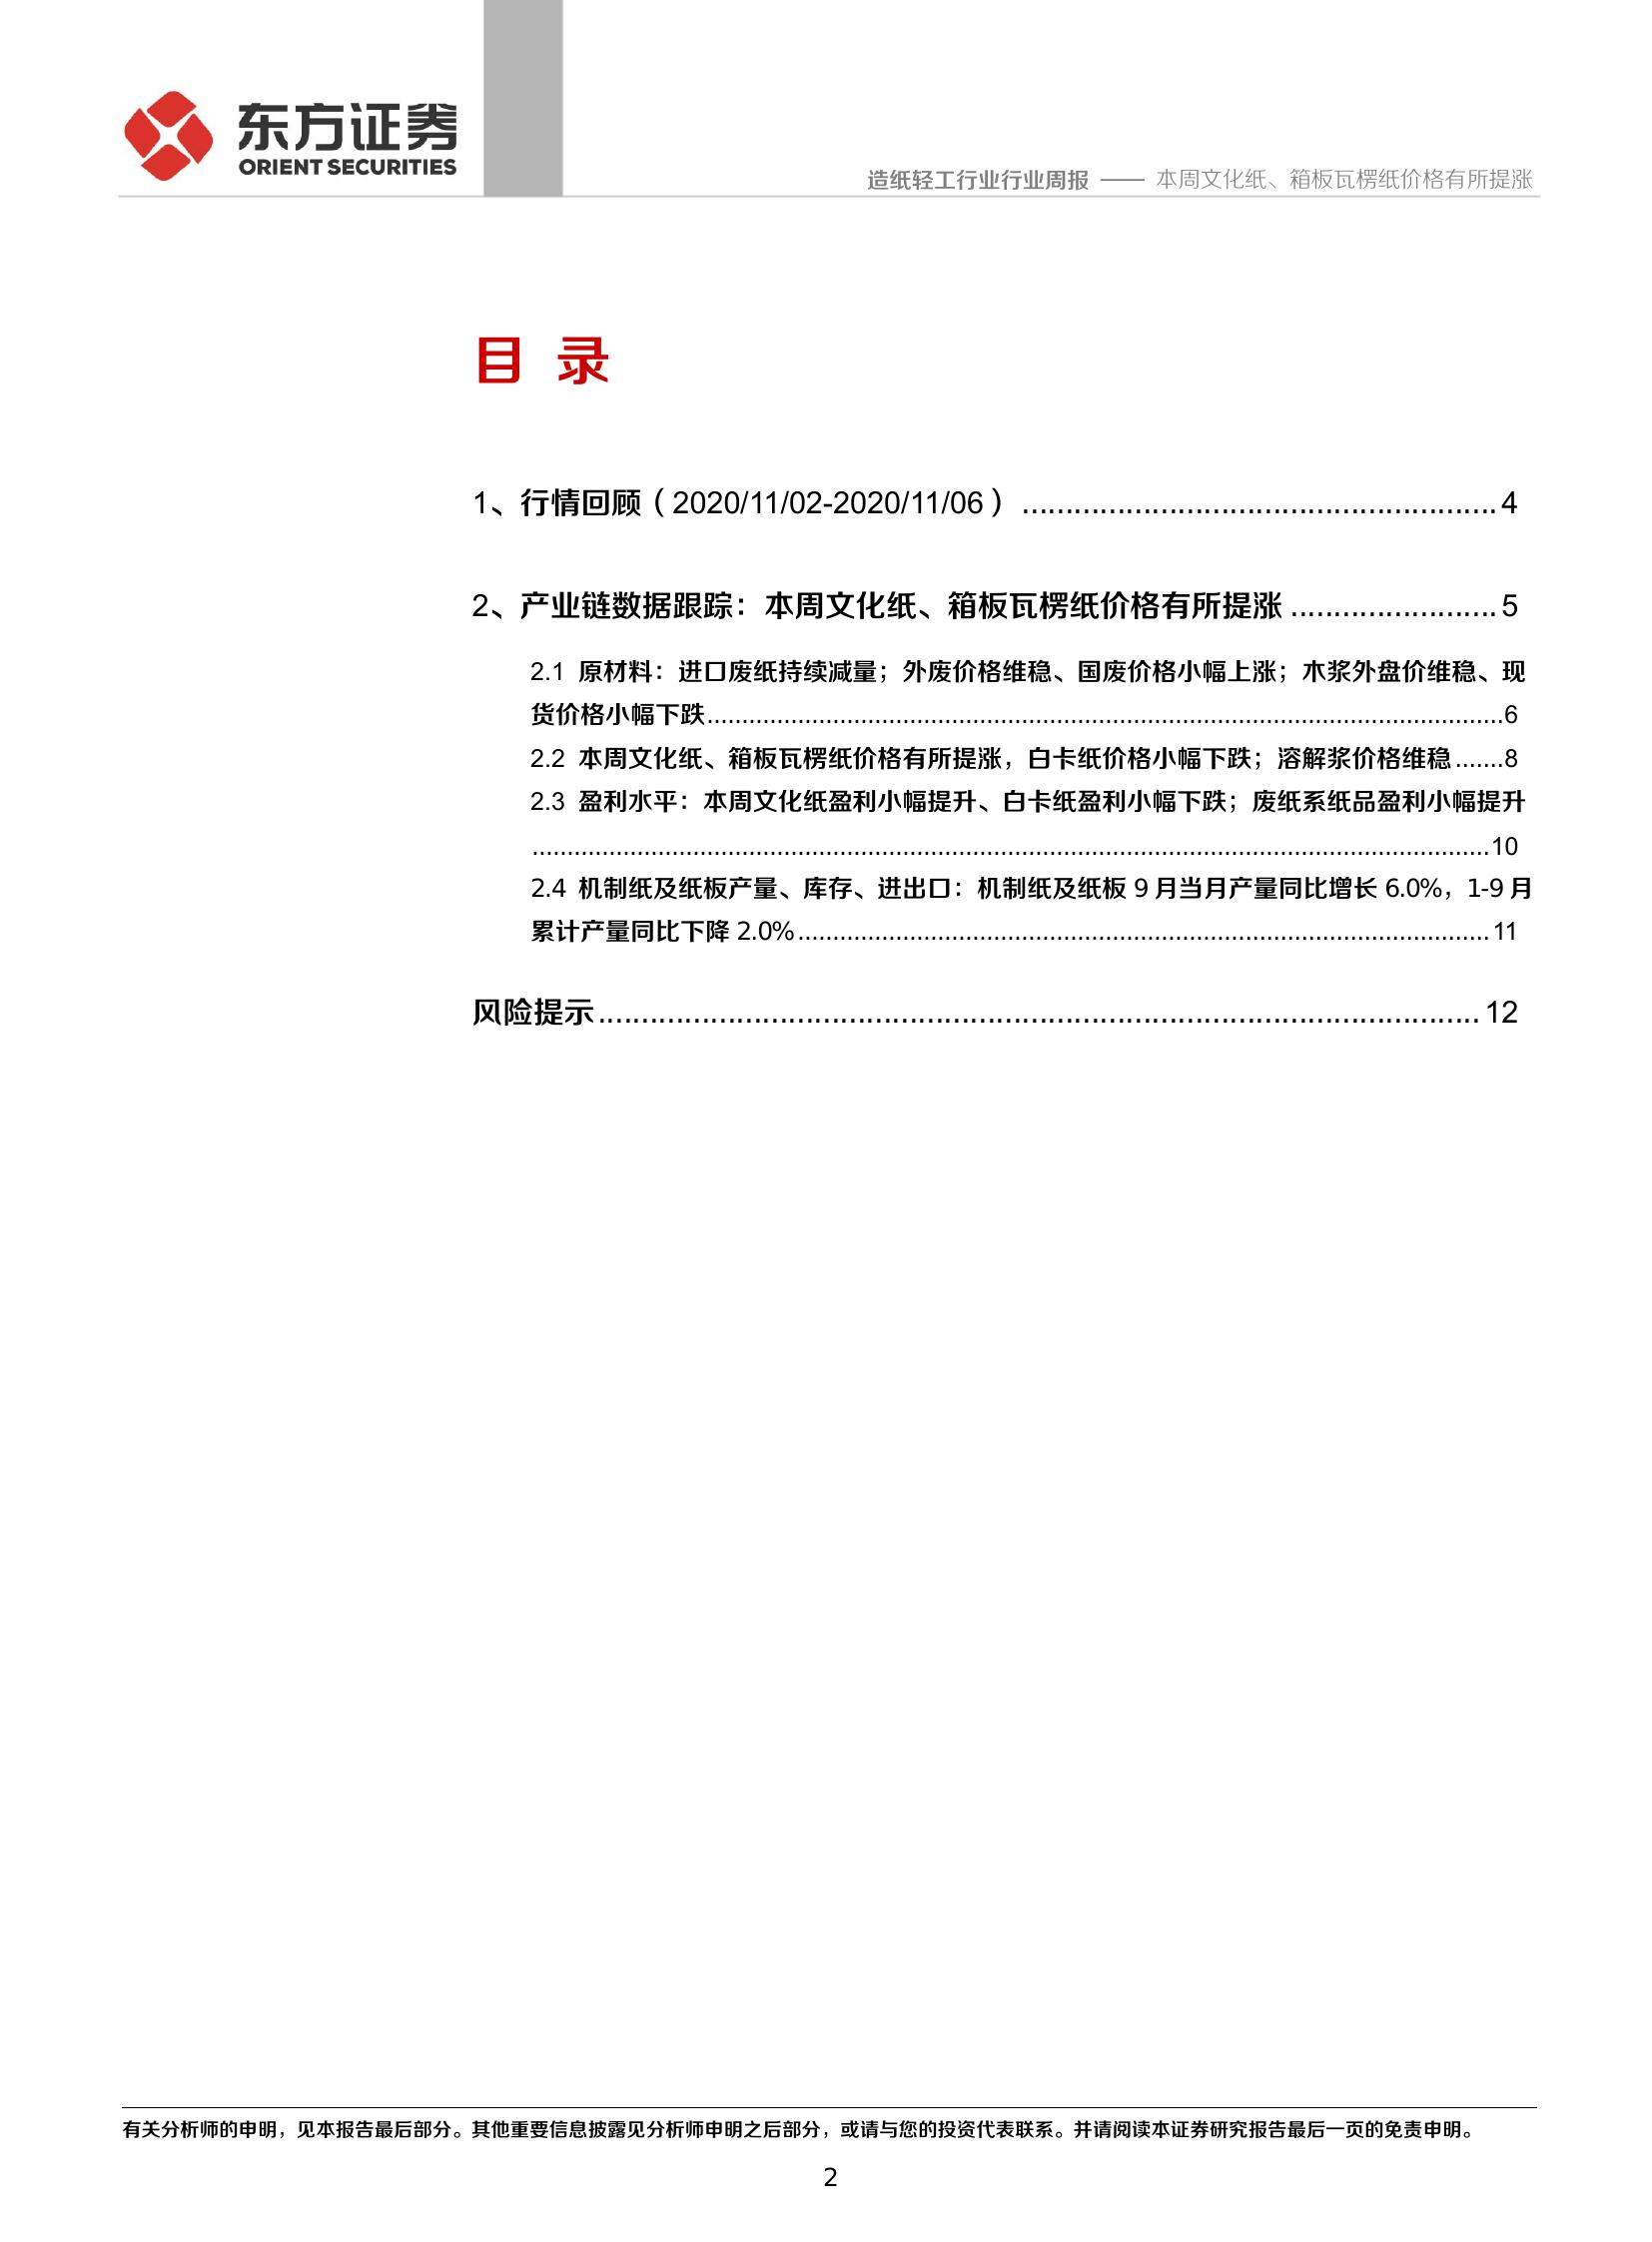 东方证券
ORIENT SECURITIES
造纸轻工行业行业周报 —— 本周文化纸、箱板瓦楞纸价格有所提涨
目 录
1、行情回顾（2020/11/02-2020/11/06）......................................................4
2、产业链数据跟踪：本周文化纸、箱板瓦楞纸价格有所提涨........................5
2.1 原材料：进口废纸持续减量；外废价格维稳、国废价格小幅上涨；木浆外盘价维稳、现
货价格小幅下跌..................................................................................................................6
2.2 本周文化纸、箱板瓦楞纸价格有所提涨，白卡纸价格小幅下跌；溶解浆价格维稳.......8
2.3 盈利水平：本周文化纸盈利小幅提升、白卡纸盈利小幅下跌；废纸系纸品盈利小幅提升
.........................................................................................................................................10
2.4 机制纸及纸板产量、库存、进出口：机制纸及纸板 9 月当月产量同比增长 6.0%，1-9 月
累计产量同比下降 2.0%...................................................................................................11
风险提示......................................................................................................12
有关分析师的申明，见本报告最后部分。其他重要信息披露见分析师申明之后部分，或请与您的投资代表联系。并请阅读本证券研究报告最后一页的免责申明。
2